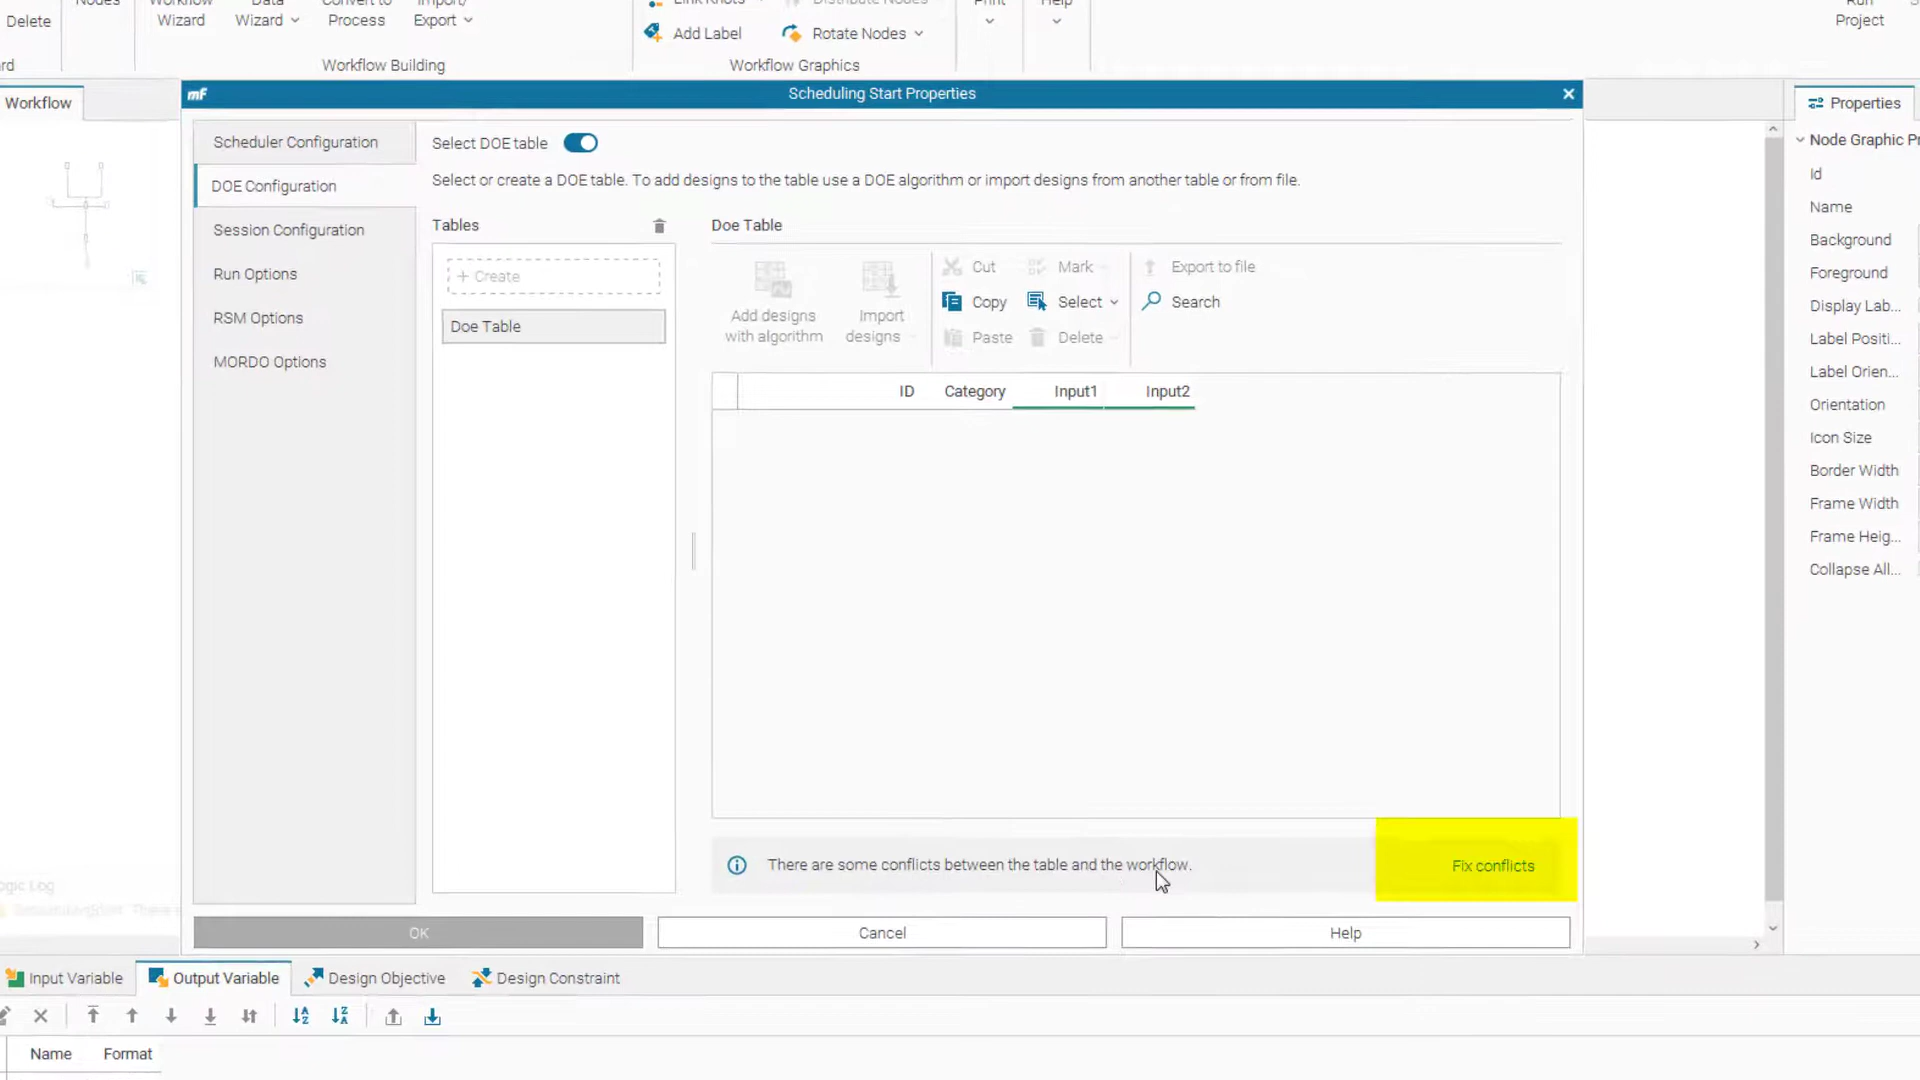 Delete
Wizard
Wizard
Process
Export
Add Label
Rotate Nodes
Project
Workflow Building
Workflow Graphics
Workflow
mF
Scheduling Start Properties
Properties
Scheduler Configuration
DOE Configuration
Session Configuration
Run Options
RSM Options
MORDO Options
Select DOE table
Select or create a DOE table. To add designs to the table use a DOE algorithm or import designs from another table or from file.
Tables
+ Create
Doe Table
Doe Table
Add designs
with algorithm
Import
designs
Cut
Copy
Paste
Mark
Select
Delete
Export to file
Search
ID Category Input1 Input2
There are some conflicts between the table and the workflow.
Fix conflicts
OK
Cancel
Help
Node Graphic Pr
Id
Name
Background
Foreground
Display Lab...
Label Positi...
Label Orien...
Orientation
Icon Size
Border Width
Frame Width
Frame Heig...
Collapse All...
ogic Log
Input Variable
Output Variable
Design Objective
Design Constraint
Name Format